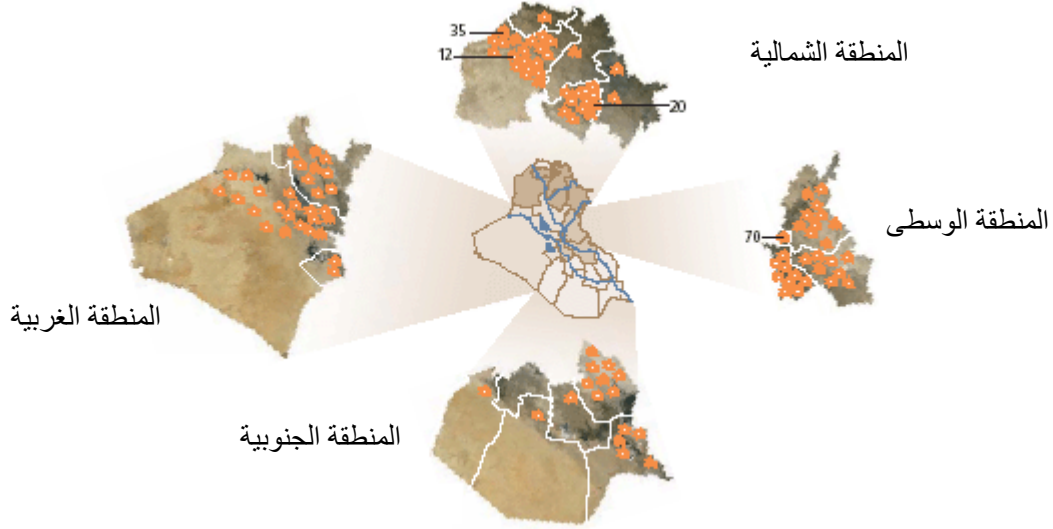 35
12
المنطقة الشمالية
20
المنطقة الوسطى
70
المنطقة الغربية
المنطقة الجنوبية